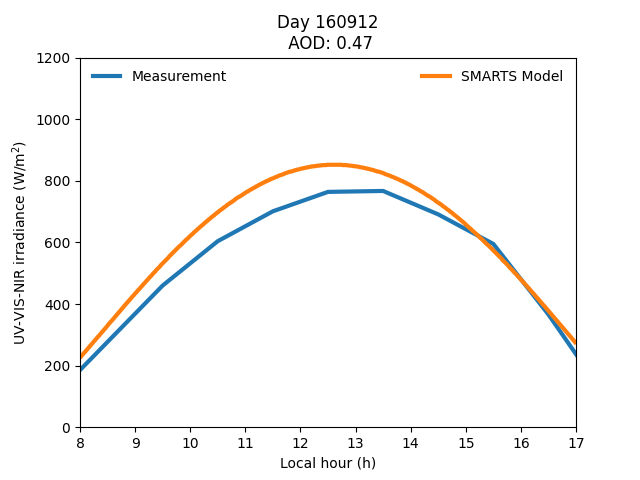 Day 160912
AOD: 0.47
Measurement
SMARTS Model
UV-VIS-NIR irradiance (W/m²)
1200
1000
800
600
400
200
0
8 9 10 11 12 13 14 15 16 17
Local hour (h)